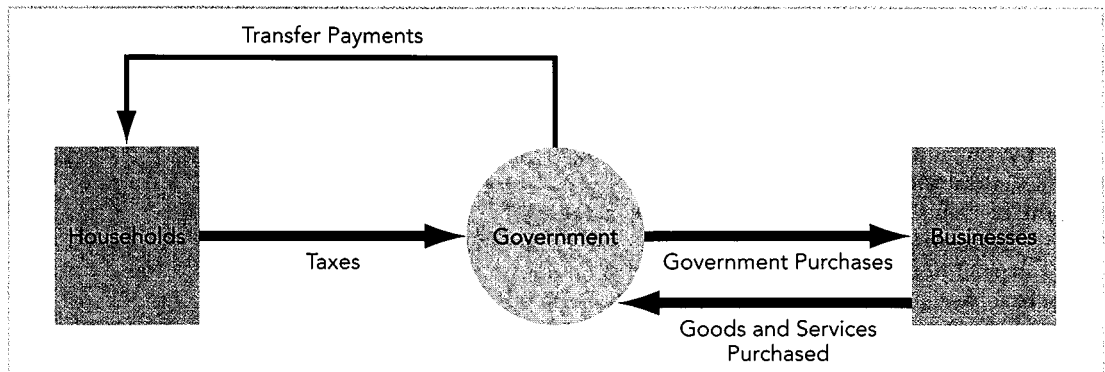 Transfer Payments
Households
Government
Businesses
Taxes
Government Purchases
Goods and Services
Purchased